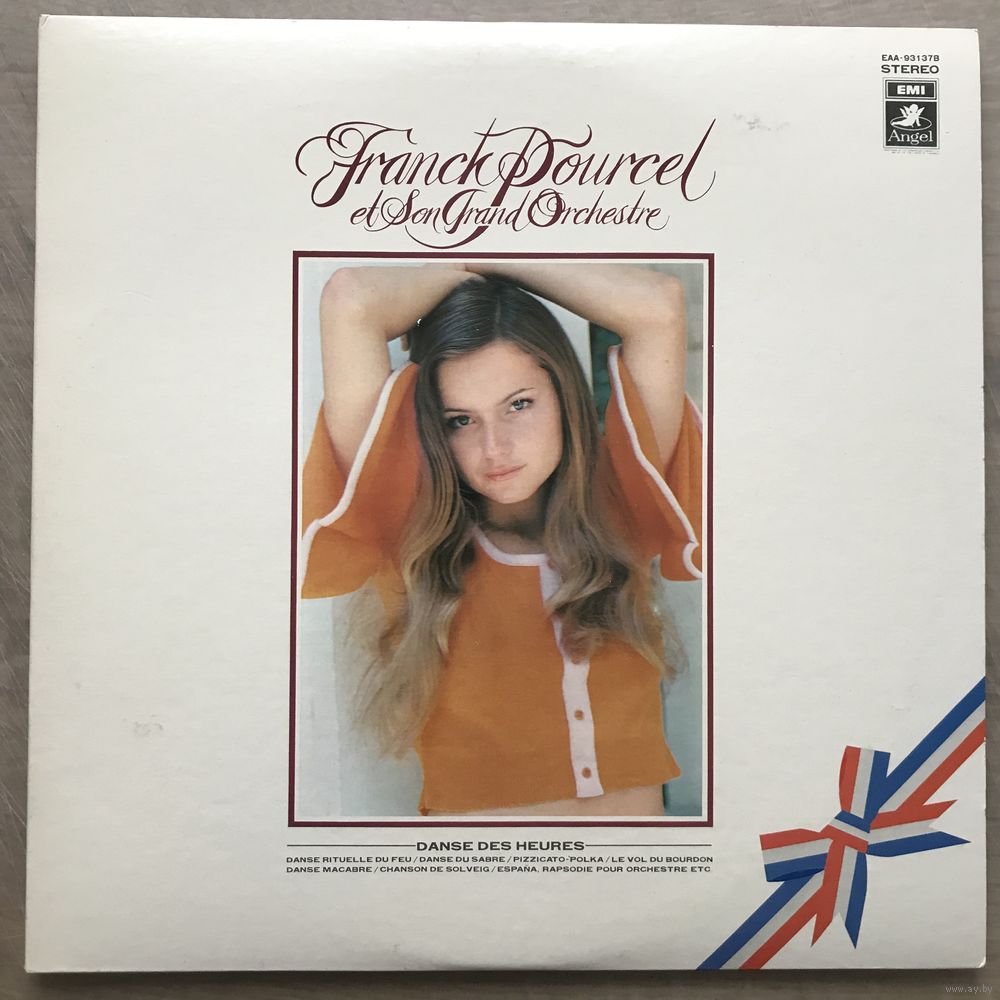 EAA-93137B
STEREO
EMI
Angel
Franck Pourcel
et Son Grand Orchestre
DANSE DES HEURES
DANSE RITUELLE DU FEU / DANSE DU SABRE / PIZZICATO-POLKA / LE VOL DU BOURDON
DANSE MACABRE / CHANSON DE SOLVEIG / ESPAÑA, RAPSODIE POUR ORCHESTRE ETC
www.ay.by